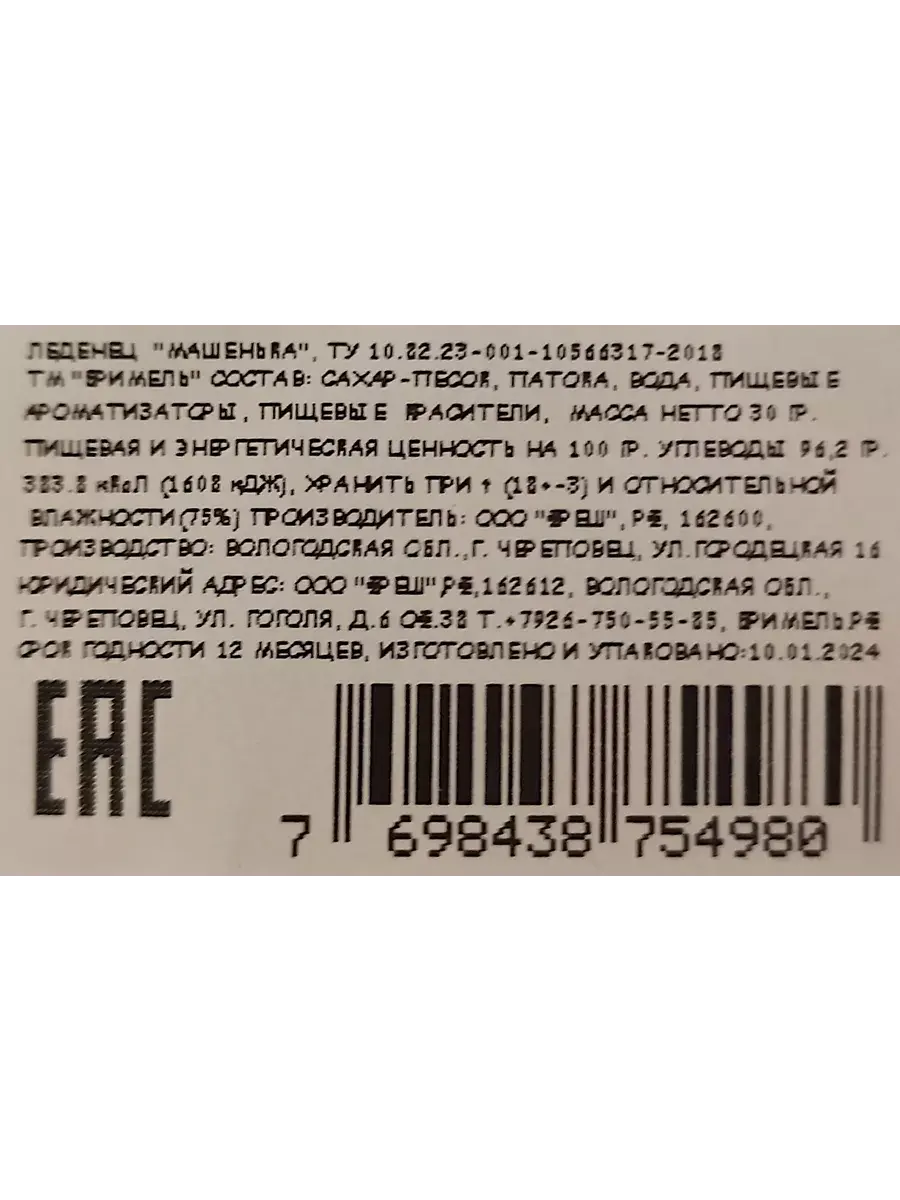 ЛЕДЕНЕЦ "МАШЕНЬКА", ТУ 10.82.23-001-10566317-2018
ТМ "КРИМЕЛЬ" СОСТАВ: САХАР-ПЕСОК, ПАТОКА, ВОДА, ПИЩЕВЫЕ
АРОМАТИЗАТОРЫ, ПИЩЕВЫЕ КРАСИТЕЛИ, МАССА НЕТТО 30 ГР.
ПИЩЕВАЯ И ЭНЕРГЕТИЧЕСКАЯ ЦЕННОСТЬ НА 100 ГР. УГЛЕВОДЫ 96,2 ГР.
383.8 кКаЛ (1608 кДЖ), ХРАНИТЬ ПРИ t (18+-3) И ОТНОСИТЕЛЬНОЙ
ВЛАЖНОСТИ(75%) ПРОИЗВОДИТЕЛЬ: ООО "ФРЕШ", РФ, 162600,
ПРОИЗВОДСТВО: ВОЛОГОДСКАЯ ОБЛ.,Г. ЧЕРЕПОВЕЦ, УЛ.ГОРОДЕЦКАЯ 16
ЮРИДИЧЕСКИЙ АДРЕС: ООО "ФРЕШ",РФ,162612, ВОЛОГОДСКАЯ ОБЛ.,
Г. ЧЕРЕПОВЕЦ, УЛ. ГОГОЛЯ, Д.6 ОФ.38 Т.+7926-750-55-85, КРИМЕЛЬ.РФ
СРОК ГОДНОСТИ 12 МЕСЯЦЕВ, ИЗГОТОВЛЕНО И УПАКОВАНО:10.01.2024
EAC
7 698438 754980